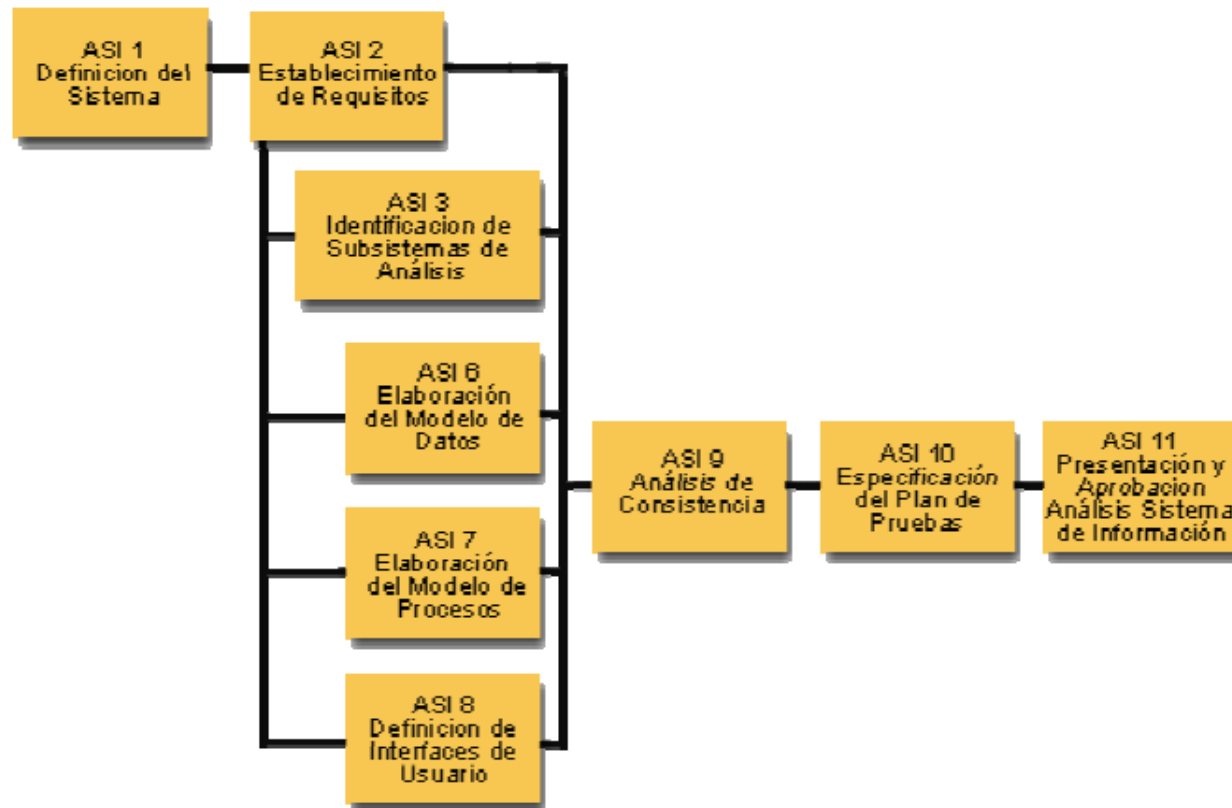 ASI 1
Definicion del
Sistema
ASI 2
Establecimiento
de Requisitos
ASI 3
Identificacion de
Subsistemas de
Análisis
ASI 6
Elaboración
del Modelo de
Datos
ASI 7
Elaboración
del Modelo de
Procesos
ASI 8
Definicion de
Interfaces de
Usuario
ASI 9
Análisis de
Consistencia
ASI 10
Especificación
del Plan de
Pruebas
ASI 11
Presentación y
Aprobacion
Análisis Sistema
de Información